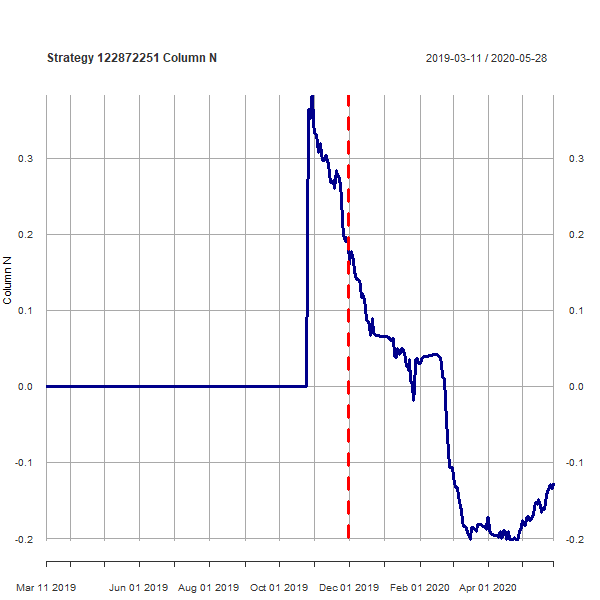 Strategy 122872251 Column N
2019-03-11 / 2020-05-28
0.3 0.3
0.2 0.2
Column N
0.1 0.1
0.0 0.0
-0.1 -0.1
-0.2 -0.2
Mar 11 2019 Jun 01 2019 Aug 01 2019 Oct 01 2019 Dec 01 2019 Feb 01 2020 Apr 01 2020